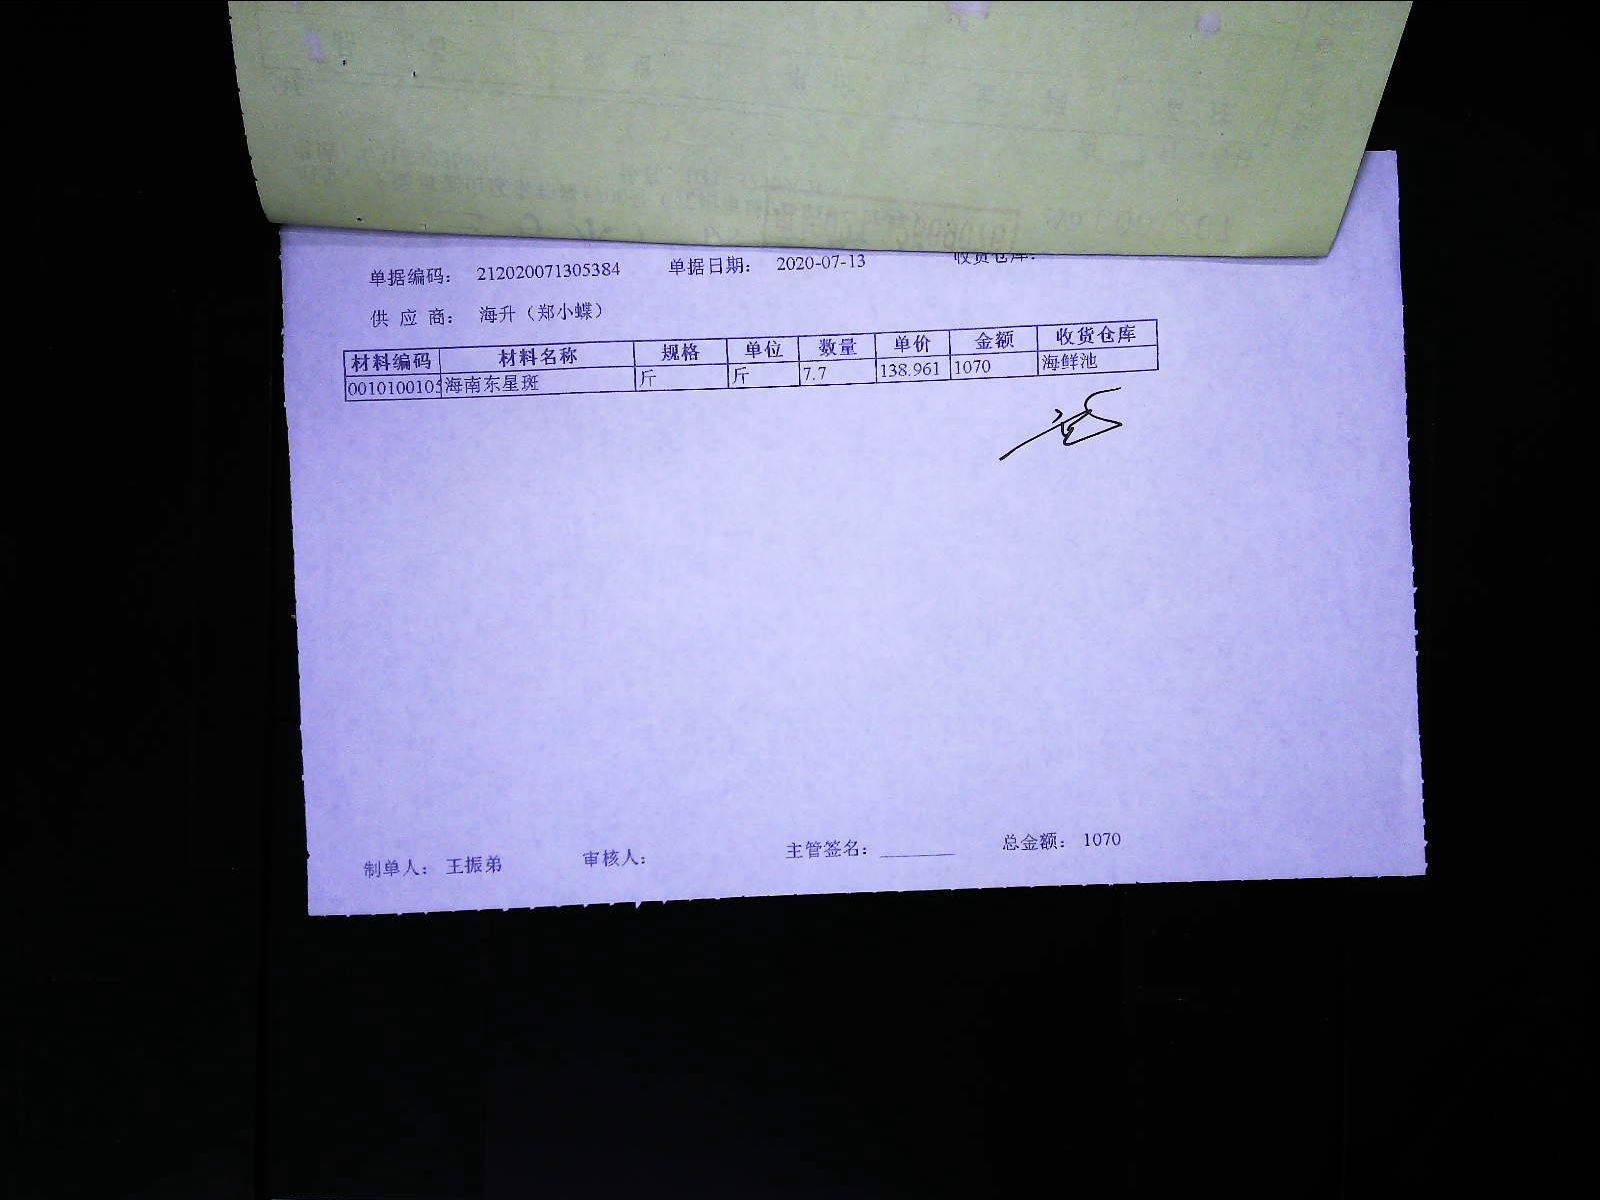 单据编码： 212020071305384 单据日期： 2020-07-13 收货仓库：
供 应 商： 海升（郑小蝶）
材料编码 材料名称 规格 单位 数量 单价 金额 收货仓库
0010100105 海南东星斑 斤 斤 7.7 138.961 1070 海鲜池
制单人： 王振弟 审核人： 主管签名： ________ 总金额： 1070